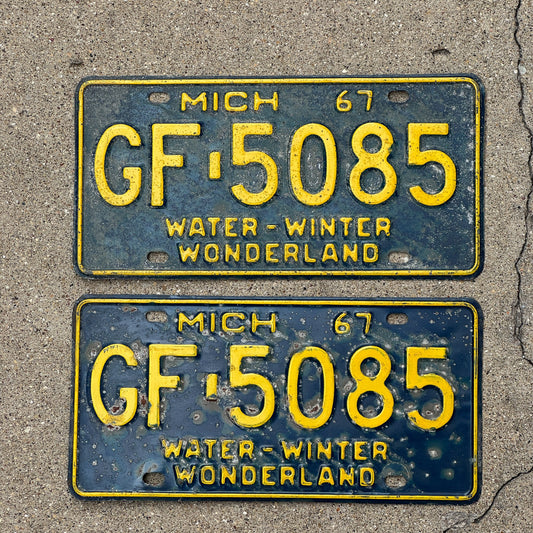 MICH 67
GF-5085
WATER-WINTER
WONDERLAND
MICH 67
GF-5085
WATER-WINTER
WONDERLAND